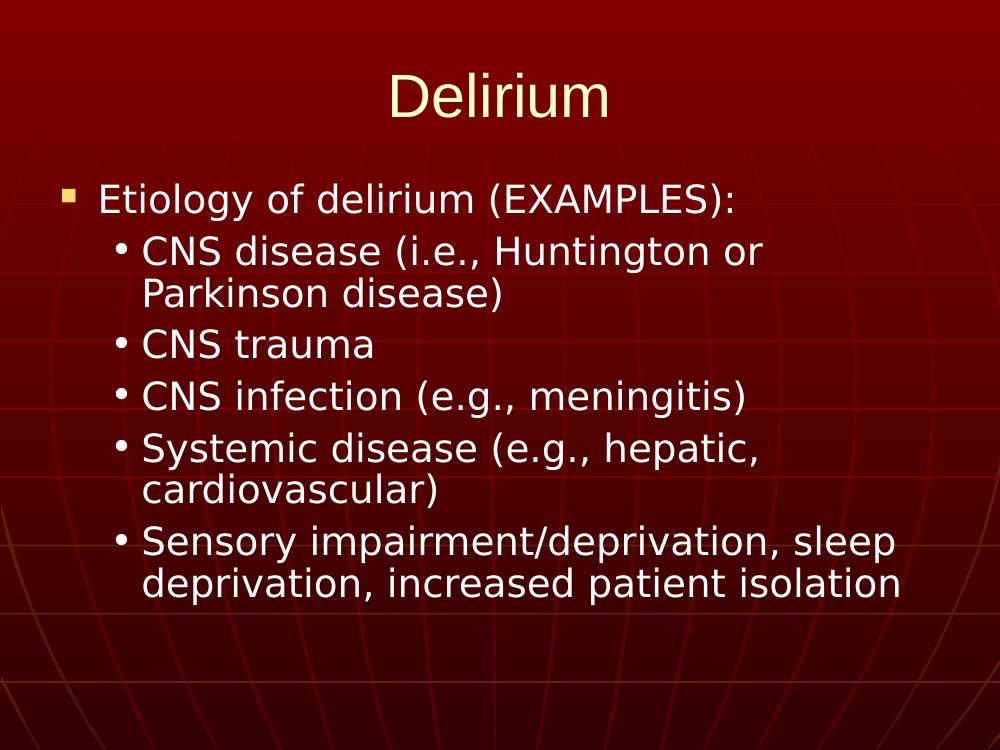 Delirium
Etiology of delirium (EXAMPLES):
• CNS disease (i.e., Huntington or
Parkinson disease)
• CNS trauma
• CNS infection (e.g., meningitis)
• Systemic disease (e.g., hepatic,
cardiovascular)
• Sensory impairment/deprivation, sleep
deprivation, increased patient isolation